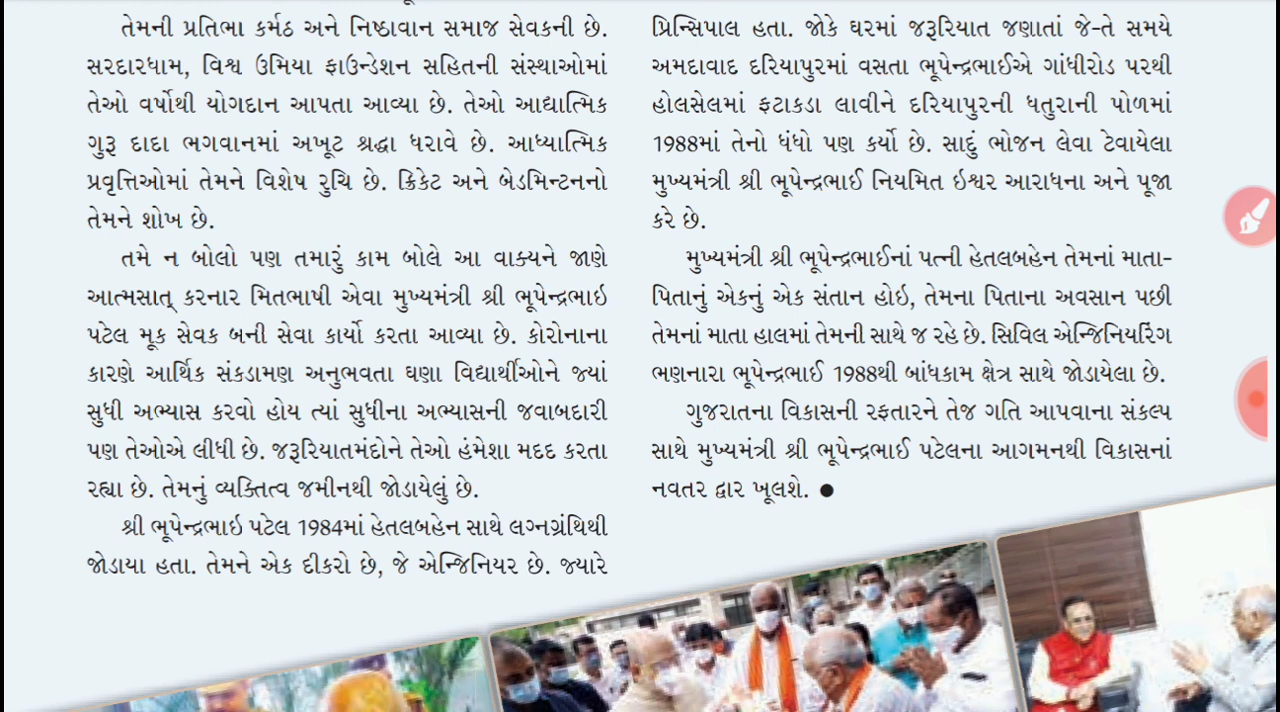 તેમની પ્રતિભા કર્મઠ અને નિષ્ઠાવાન સમાજ સેવકની છે.
સરદારધામ, વિશ્વ ઉમિયા ફાઉન્ડેશન સહિતની સંસ્થાઓમાં
તેઓ વર્ષોથી યોગદાન આપતા આવ્યા છે. તેઓ આદ્યાત્મિક
ગુરૂ દાદા ભગવાનમાં અખૂટ શ્રદ્ધા ધરાવે છે. આધ્યાત્મિક
પ્રવૃત્તિઓમાં તેમને વિશેષ રુચિ છે. ક્રિકેટ અને બેડમિન્ટનનો
તેમને શોખ છે.
તમે ન બોલો પણ તમારું કામ બોલે આ વાક્યને જાણે
આત્મસાત્ કરનાર મિતભાષી એવા મુખ્યમંત્રી શ્રી ભૂપેન્દ્રભાઇ
પટેલ મૂક સેવક બની સેવા કાર્યો કરતા આવ્યા છે. કોરોનાના
કારણે આર્થિક સંકડામણ અનુભવતા ઘણા વિદ્યાર્થીઓને જ્યાં
સુધી અભ્યાસ કરવો હોય ત્યાં સુધીના અભ્યાસની જવાબદારી
પણ તેઓએ લીધી છે. જરૂરિયાતમંદોને તેઓ હંમેશા મદદ કરતા
રહ્યા છે. તેમનું વ્યક્તિત્વ જમીનથી જોડાયેલું છે.
શ્રી ભૂપેન્દ્રભાઇ પટેલ 1984માં હેતલબહેન સાથે લગ્નગ્રંથિથી
જોડાયા હતા. તેમને એક દીકરો છે, જે એન્જિનિયર છે. જ્યારે
પ્રિન્સિપાલ હતા. જોકે ઘરમાં જરૂરિયાત જણાતાં જે-તે સમયે
અમદાવાદ દરિયાપુરમાં વસતા ભૂપેન્દ્રભાઈએ ગાંધીરોડ પરથી
હોલસેલમાં ફટાકડા લાવીને દરિયાપુરની ધતુરાની પોળમાં
1988માં તેનો ધંધો પણ કર્યો છે. સાદું ભોજન લેવા ટેવાયેલા
મુખ્યમંત્રી શ્રી ભૂપેન્દ્રભાઈ નિયમિત ઇશ્વર આરાધના અને પૂજા
કરે છે.
મુખ્યમંત્રી શ્રી ભૂપેન્દ્રભાઈનાં પત્ની હેતલબહેન તેમનાં માતા-
પિતાનું એકનું એક સંતાન હોઇ, તેમના પિતાના અવસાન પછી
તેમનાં માતા હાલમાં તેમની સાથે જ રહે છે. સિવિલ એન્જિનિયરિંગ
ભણનારા ભૂપેન્દ્રભાઈ 1988થી બાંધકામ ક્ષેત્ર સાથે જોડાયેલા છે.
ગુજરાતના વિકાસની રફતારને તેજ ગતિ આપવાના સંકલ્પ
સાથે મુખ્યમંત્રી શ્રી ભૂપેન્દ્રભાઈ પટેલના આગમનથી વિકાસનાં
નવતર દ્વાર ખૂલશે. ●